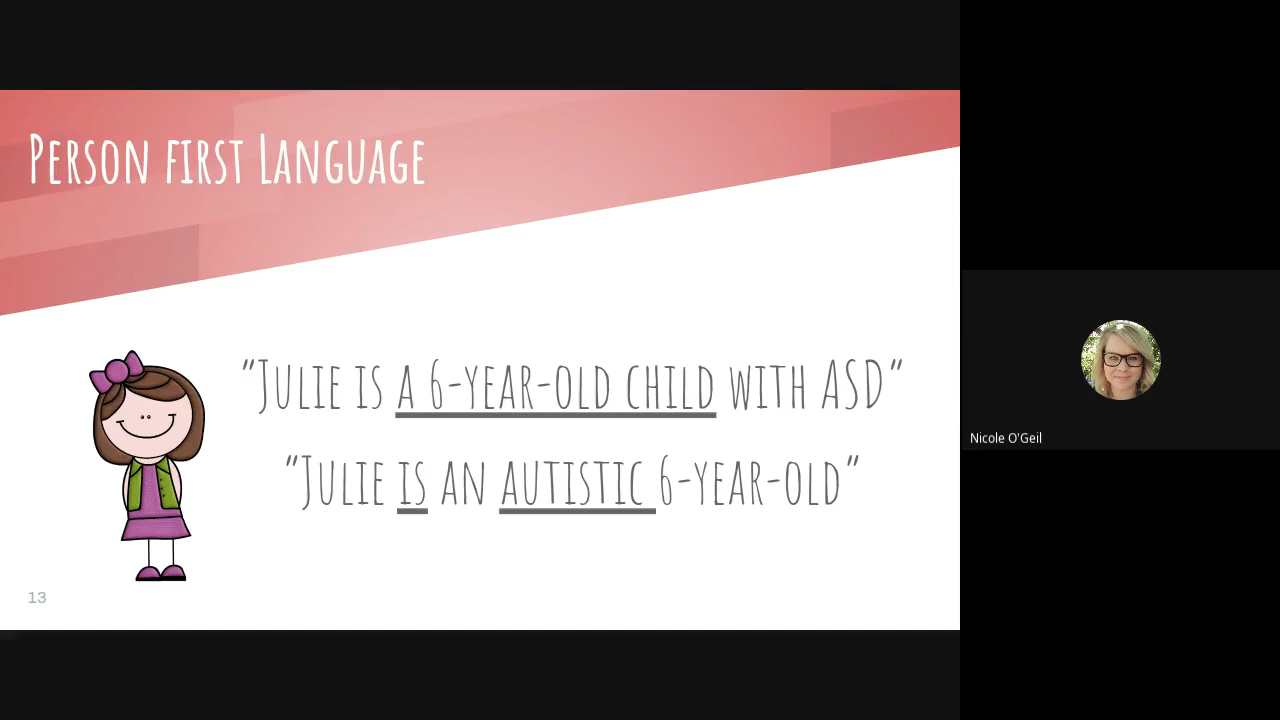 Person first Language
"Julie is a 6-year-old child with ASD"
"Julie is an autistic 6-year-old"
13
Nicole O'Geil